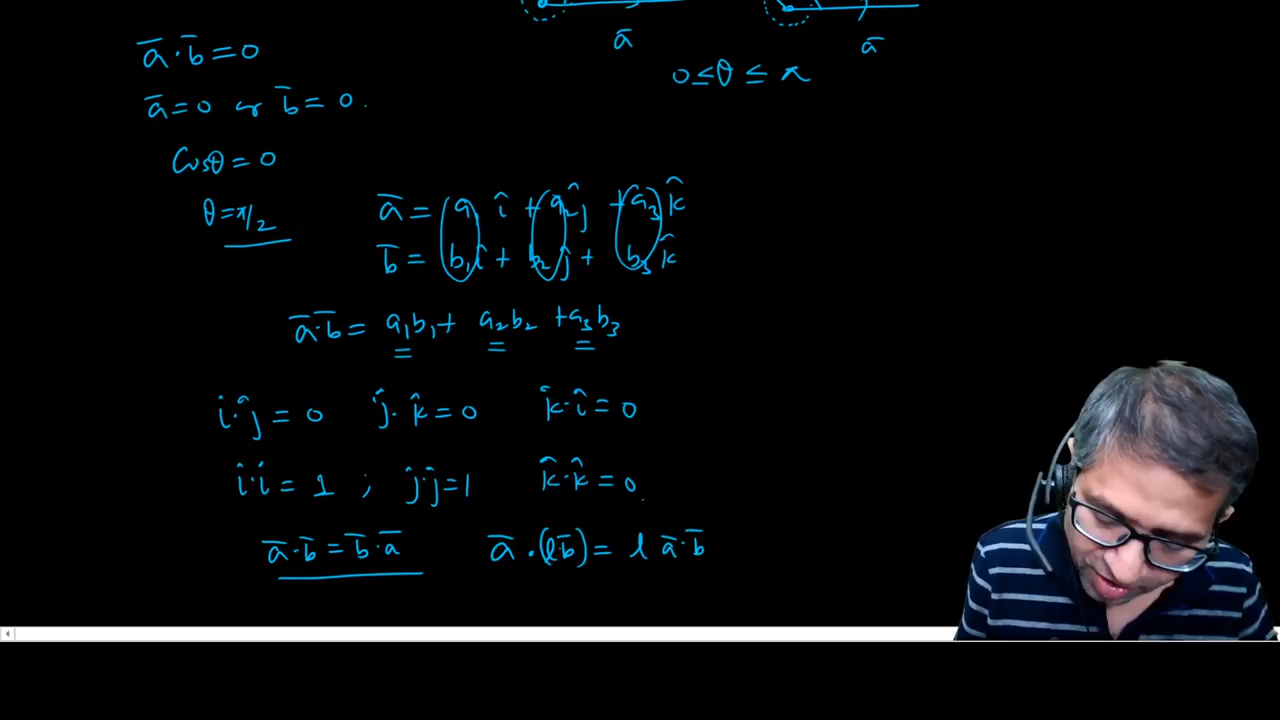 a̅ a̅
a̅ · b̅ = 0
0 ≤ θ ≤ π
a̅ = 0 or b̅ = 0.
Cosθ = 0
θ = π/2
a̅ = a₁ î + a₂ ĵ + a₃ k̂
b̅ = b₁ î + b₂ ĵ + b₃ k̂
a̅ · b̅ = a₁b₁ + a₂b₂ + a₃b₃
i · ĵ = 0 ĵ · k̂ = 0 k̂ · î = 0
î · î = 1 ; ĵ · ĵ = 1 k̂ · k̂ = 0.
a̅ · b̅ = b̅ · a̅ a̅ · (l b̅) = l a̅ · b̅